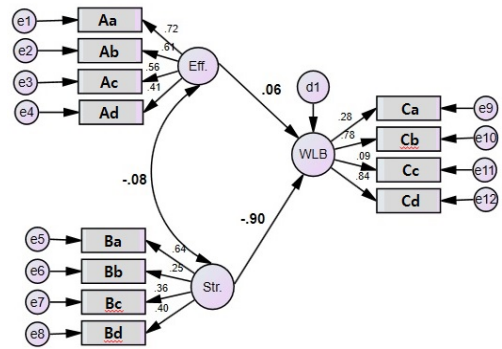 e1 Aa .72
e2 Ab .61
e3 Ac .56
e4 Ad .41
Eff.
.06
d1
WLB
.28 Ca e9
.78 Cb e10
.09 Cc e11
.84 Cd e12
-.08
-.90
e5 Ba .64
e6 Bb .25
e7 Bc .36
e8 Bd .40
Str.